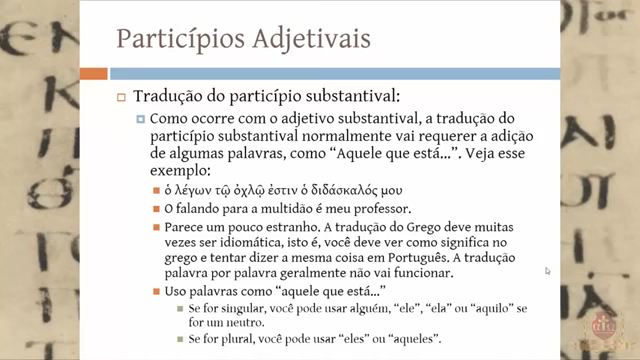 Particípios Adjetivais
Tradução do particípio substantival:
Como ocorre com o adjetivo substantival, a tradução do
particípio substantival normalmente vai requerer a adição
de algumas palavras, como “Aquele que está...”. Veja esse
exemplo:
ὁ λέγων τῷ ὀχλῷ ἐστιν ὁ διδάσκαλός μου
O falando para a multidão é meu professor.
Parece um pouco estranho. A tradução do Grego deve muitas
vezes ser idiomática, isto é, você deve ver como significa no
grego e tentar dizer a mesma coisa em Português. A tradução
palavra por palavra geralmente não vai funcionar.
Uso palavras como “aquele que está...”
Se for singular, você pode usar alguém, “ele”, “ela” ou “aquilo” se
for um neutro.
Se for plural, você pode usar “eles” ou “aqueles”.